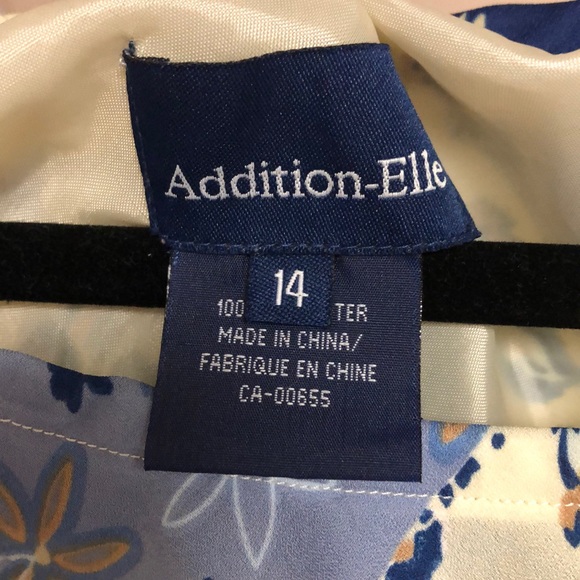 Addition-Elle
14
100 TER
MADE IN CHINA/
FABRIQUE EN CHINE
CA-00655